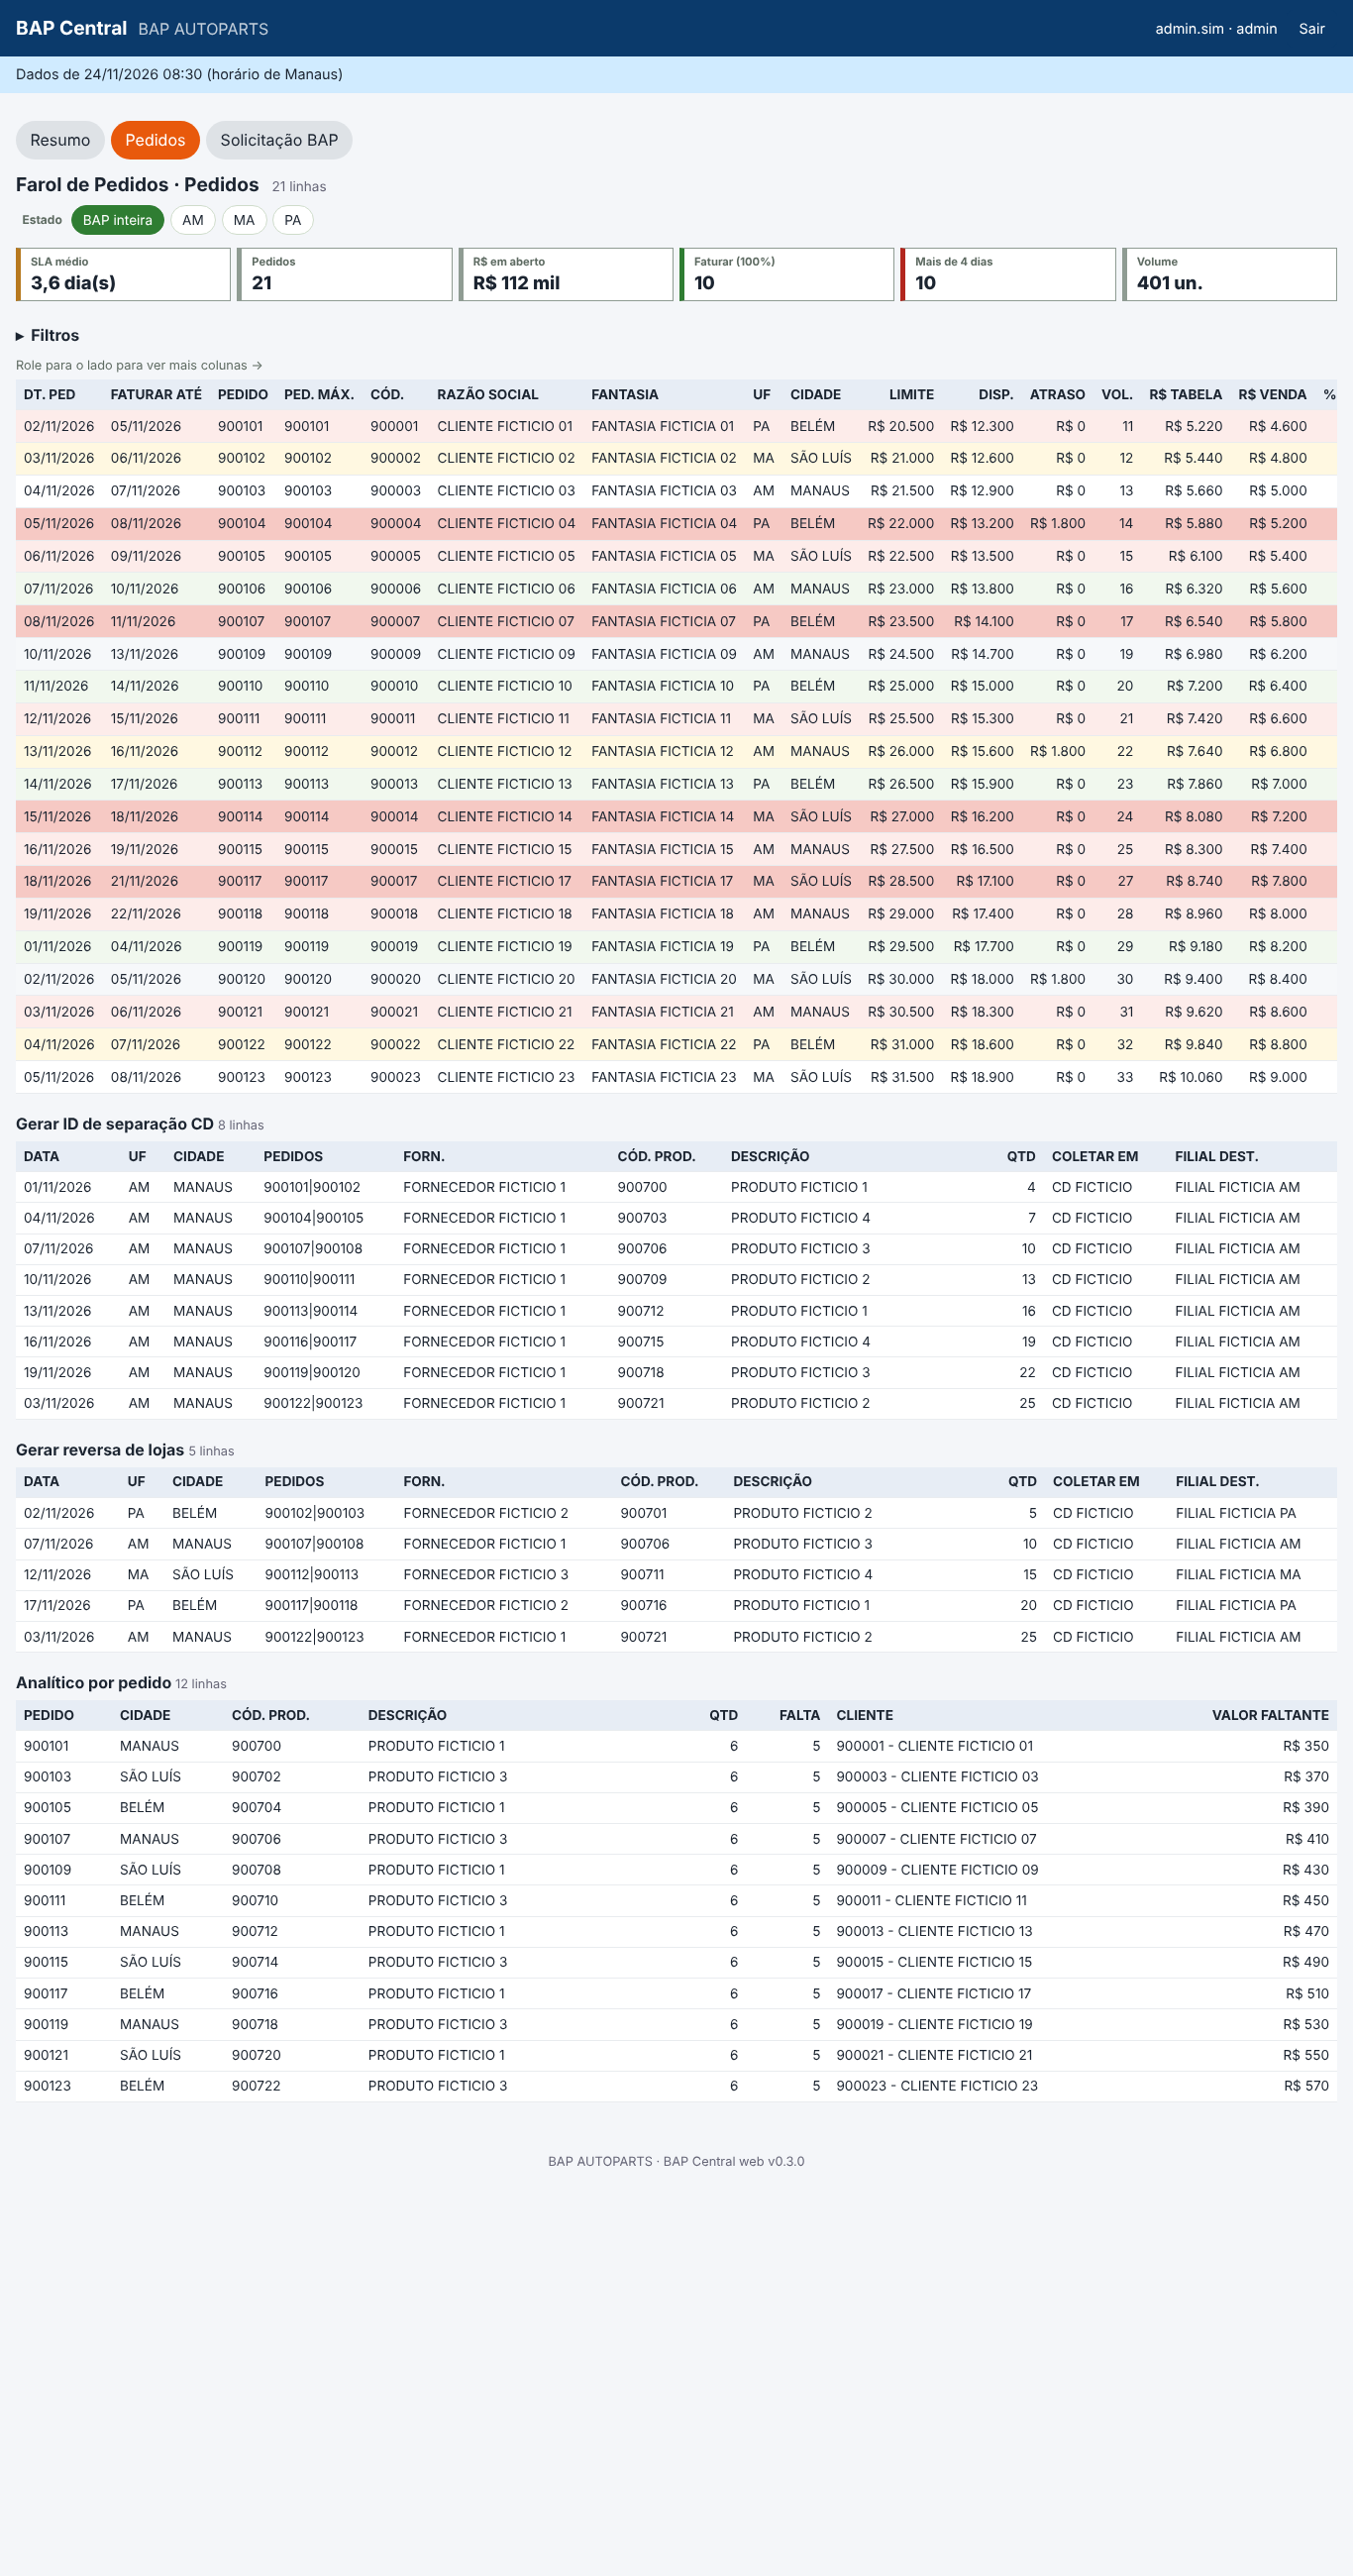 BAP Central BAP AUTOPARTS admin.sim · admin Sair
Dados de 24/11/2026 08:30 (horário de Manaus)
Resumo Pedidos Solicitação BAP
Farol de Pedidos · Pedidos 21 linhas
Estado BAP inteira AM MA PA
SLA médio Pedidos R$ em aberto Faturar (100%) Mais de 4 dias Volume
3,6 dia(s) 21 R$ 112 mil 10 10 401 un.
▸ Filtros
Role para o lado para ver mais colunas →
DT. PED FATURAR ATÉ PEDIDO PED. MÁX. CÓD. RAZÃO SOCIAL FANTASIA UF CIDADE LIMITE DISP. ATRASO VOL. R$ TABELA R$ VENDA %
02/11/2026 05/11/2026 900101 900101 900001 CLIENTE FICTICIO 01 FANTASIA FICTICIA 01 PA BELÉM R$ 20.500 R$ 12.300 R$ 0 11 R$ 5.220 R$ 4.600
03/11/2026 06/11/2026 900102 900102 900002 CLIENTE FICTICIO 02 FANTASIA FICTICIA 02 MA SÃO LUÍS R$ 21.000 R$ 12.600 R$ 0 12 R$ 5.440 R$ 4.800
04/11/2026 07/11/2026 900103 900103 900003 CLIENTE FICTICIO 03 FANTASIA FICTICIA 03 AM MANAUS R$ 21.500 R$ 12.900 R$ 0 13 R$ 5.660 R$ 5.000
05/11/2026 08/11/2026 900104 900104 900004 CLIENTE FICTICIO 04 FANTASIA FICTICIA 04 PA BELÉM R$ 22.000 R$ 13.200 R$ 1.800 14 R$ 5.880 R$ 5.200
06/11/2026 09/11/2026 900105 900105 900005 CLIENTE FICTICIO 05 FANTASIA FICTICIA 05 MA SÃO LUÍS R$ 22.500 R$ 13.500 R$ 0 15 R$ 6.100 R$ 5.400
07/11/2026 10/11/2026 900106 900106 900006 CLIENTE FICTICIO 06 FANTASIA FICTICIA 06 AM MANAUS R$ 23.000 R$ 13.800 R$ 0 16 R$ 6.320 R$ 5.600
08/11/2026 11/11/2026 900107 900107 900007 CLIENTE FICTICIO 07 FANTASIA FICTICIA 07 PA BELÉM R$ 23.500 R$ 14.100 R$ 0 17 R$ 6.540 R$ 5.800
10/11/2026 13/11/2026 900109 900109 900009 CLIENTE FICTICIO 09 FANTASIA FICTICIA 09 AM MANAUS R$ 24.500 R$ 14.700 R$ 0 19 R$ 6.980 R$ 6.200
11/11/2026 14/11/2026 900110 900110 900010 CLIENTE FICTICIO 10 FANTASIA FICTICIA 10 PA BELÉM R$ 25.000 R$ 15.000 R$ 0 20 R$ 7.200 R$ 6.400
12/11/2026 15/11/2026 900111 900111 900011 CLIENTE FICTICIO 11 FANTASIA FICTICIA 11 MA SÃO LUÍS R$ 25.500 R$ 15.300 R$ 0 21 R$ 7.420 R$ 6.600
13/11/2026 16/11/2026 900112 900112 900012 CLIENTE FICTICIO 12 FANTASIA FICTICIA 12 AM MANAUS R$ 26.000 R$ 15.600 R$ 1.800 22 R$ 7.640 R$ 6.800
14/11/2026 17/11/2026 900113 900113 900013 CLIENTE FICTICIO 13 FANTASIA FICTICIA 13 PA BELÉM R$ 26.500 R$ 15.900 R$ 0 23 R$ 7.860 R$ 7.000
15/11/2026 18/11/2026 900114 900114 900014 CLIENTE FICTICIO 14 FANTASIA FICTICIA 14 MA SÃO LUÍS R$ 27.000 R$ 16.200 R$ 0 24 R$ 8.080 R$ 7.200
16/11/2026 19/11/2026 900115 900115 900015 CLIENTE FICTICIO 15 FANTASIA FICTICIA 15 AM MANAUS R$ 27.500 R$ 16.500 R$ 0 25 R$ 8.300 R$ 7.400
18/11/2026 21/11/2026 900117 900117 900017 CLIENTE FICTICIO 17 FANTASIA FICTICIA 17 MA SÃO LUÍS R$ 28.500 R$ 17.100 R$ 0 27 R$ 8.740 R$ 7.800
19/11/2026 22/11/2026 900118 900118 900018 CLIENTE FICTICIO 18 FANTASIA FICTICIA 18 AM MANAUS R$ 29.000 R$ 17.400 R$ 0 28 R$ 8.960 R$ 8.000
01/11/2026 04/11/2026 900119 900119 900019 CLIENTE FICTICIO 19 FANTASIA FICTICIA 19 PA BELÉM R$ 29.500 R$ 17.700 R$ 0 29 R$ 9.180 R$ 8.200
02/11/2026 05/11/2026 900120 900120 900020 CLIENTE FICTICIO 20 FANTASIA FICTICIA 20 MA SÃO LUÍS R$ 30.000 R$ 18.000 R$ 1.800 30 R$ 9.400 R$ 8.400
03/11/2026 06/11/2026 900121 900121 900021 CLIENTE FICTICIO 21 FANTASIA FICTICIA 21 AM MANAUS R$ 30.500 R$ 18.300 R$ 0 31 R$ 9.620 R$ 8.600
04/11/2026 07/11/2026 900122 900122 900022 CLIENTE FICTICIO 22 FANTASIA FICTICIA 22 PA BELÉM R$ 31.000 R$ 18.600 R$ 0 32 R$ 9.840 R$ 8.800
05/11/2026 08/11/2026 900123 900123 900023 CLIENTE FICTICIO 23 FANTASIA FICTICIA 23 MA SÃO LUÍS R$ 31.500 R$ 18.900 R$ 0 33 R$ 10.060 R$ 9.000
Gerar ID de separação CD 8 linhas
DATA UF CIDADE PEDIDOS FORN. CÓD. PROD. DESCRIÇÃO QTD COLETAR EM FILIAL DEST.
01/11/2026 AM MANAUS 900101|900102 FORNECEDOR FICTICIO 1 900700 PRODUTO FICTICIO 1 4 CD FICTICIO FILIAL FICTICIA AM
04/11/2026 AM MANAUS 900104|900105 FORNECEDOR FICTICIO 1 900703 PRODUTO FICTICIO 4 7 CD FICTICIO FILIAL FICTICIA AM
07/11/2026 AM MANAUS 900107|900108 FORNECEDOR FICTICIO 1 900706 PRODUTO FICTICIO 3 10 CD FICTICIO FILIAL FICTICIA AM
10/11/2026 AM MANAUS 900110|900111 FORNECEDOR FICTICIO 1 900709 PRODUTO FICTICIO 2 13 CD FICTICIO FILIAL FICTICIA AM
13/11/2026 AM MANAUS 900113|900114 FORNECEDOR FICTICIO 1 900712 PRODUTO FICTICIO 1 16 CD FICTICIO FILIAL FICTICIA AM
16/11/2026 AM MANAUS 900116|900117 FORNECEDOR FICTICIO 1 900715 PRODUTO FICTICIO 4 19 CD FICTICIO FILIAL FICTICIA AM
19/11/2026 AM MANAUS 900119|900120 FORNECEDOR FICTICIO 1 900718 PRODUTO FICTICIO 3 22 CD FICTICIO FILIAL FICTICIA AM
03/11/2026 AM MANAUS 900122|900123 FORNECEDOR FICTICIO 1 900721 PRODUTO FICTICIO 2 25 CD FICTICIO FILIAL FICTICIA AM
Gerar reversa de lojas 5 linhas
DATA UF CIDADE PEDIDOS FORN. CÓD. PROD. DESCRIÇÃO QTD COLETAR EM FILIAL DEST.
02/11/2026 PA BELÉM 900102|900103 FORNECEDOR FICTICIO 2 900701 PRODUTO FICTICIO 2 5 CD FICTICIO FILIAL FICTICIA PA
07/11/2026 AM MANAUS 900107|900108 FORNECEDOR FICTICIO 1 900706 PRODUTO FICTICIO 3 10 CD FICTICIO FILIAL FICTICIA AM
12/11/2026 MA SÃO LUÍS 900112|900113 FORNECEDOR FICTICIO 3 900711 PRODUTO FICTICIO 4 15 CD FICTICIO FILIAL FICTICIA MA
17/11/2026 PA BELÉM 900117|900118 FORNECEDOR FICTICIO 2 900716 PRODUTO FICTICIO 1 20 CD FICTICIO FILIAL FICTICIA PA
03/11/2026 AM MANAUS 900122|900123 FORNECEDOR FICTICIO 1 900721 PRODUTO FICTICIO 2 25 CD FICTICIO FILIAL FICTICIA AM
Analítico por pedido 12 linhas
PEDIDO CIDADE CÓD. PROD. DESCRIÇÃO QTD FALTA CLIENTE VALOR FALTANTE
900101 MANAUS 900700 PRODUTO FICTICIO 1 6 5 900001 - CLIENTE FICTICIO 01 R$ 350
900103 SÃO LUÍS 900702 PRODUTO FICTICIO 3 6 5 900003 - CLIENTE FICTICIO 03 R$ 370
900105 BELÉM 900704 PRODUTO FICTICIO 1 6 5 900005 - CLIENTE FICTICIO 05 R$ 390
900107 MANAUS 900706 PRODUTO FICTICIO 3 6 5 900007 - CLIENTE FICTICIO 07 R$ 410
900109 SÃO LUÍS 900708 PRODUTO FICTICIO 1 6 5 900009 - CLIENTE FICTICIO 09 R$ 430
900111 BELÉM 900710 PRODUTO FICTICIO 3 6 5 900011 - CLIENTE FICTICIO 11 R$ 450
900113 MANAUS 900712 PRODUTO FICTICIO 1 6 5 900013 - CLIENTE FICTICIO 13 R$ 470
900115 SÃO LUÍS 900714 PRODUTO FICTICIO 3 6 5 900015 - CLIENTE FICTICIO 15 R$ 490
900117 BELÉM 900716 PRODUTO FICTICIO 1 6 5 900017 - CLIENTE FICTICIO 17 R$ 510
900119 MANAUS 900718 PRODUTO FICTICIO 3 6 5 900019 - CLIENTE FICTICIO 19 R$ 530
900121 SÃO LUÍS 900720 PRODUTO FICTICIO 1 6 5 900021 - CLIENTE FICTICIO 21 R$ 550
900123 BELÉM 900722 PRODUTO FICTICIO 3 6 5 900023 - CLIENTE FICTICIO 23 R$ 570
BAP AUTOPARTS · BAP Central web v0.3.0